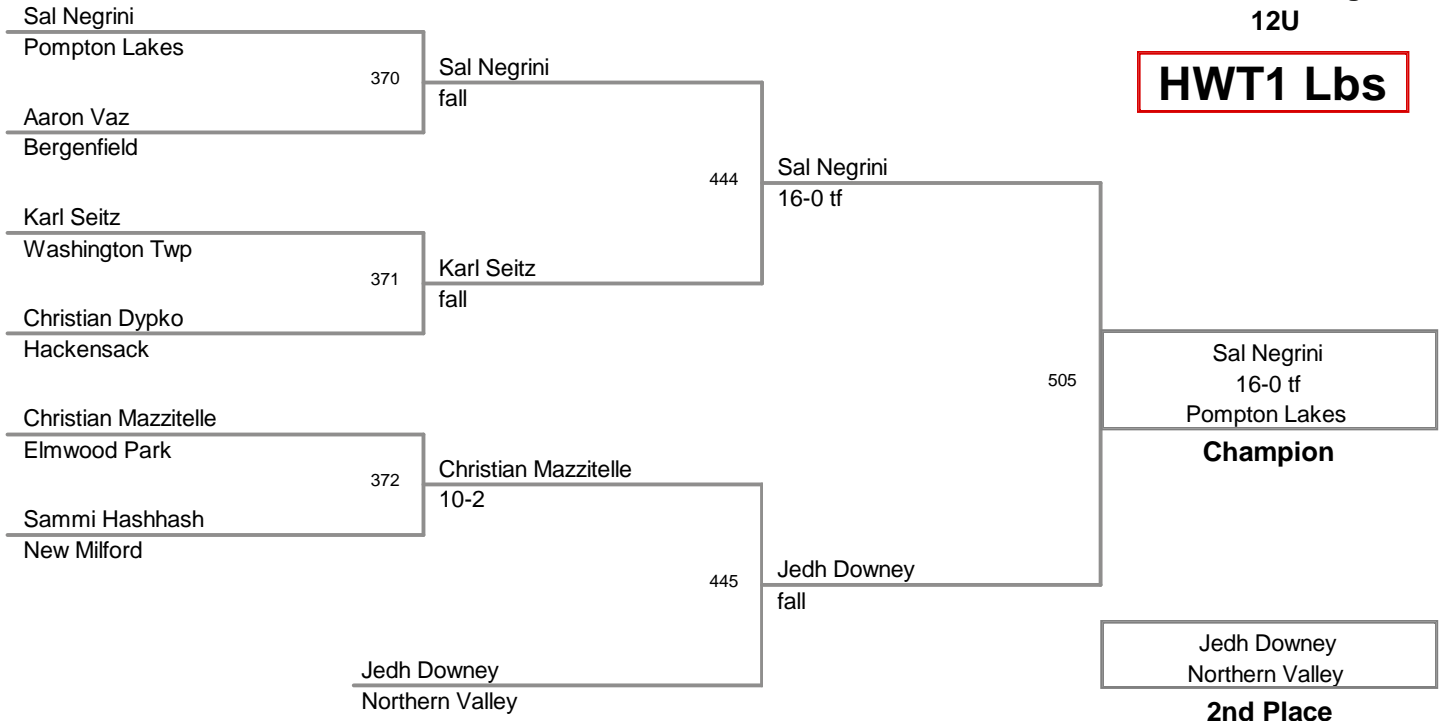 12U
HWT1 Lbs
Sal Negrini
Pompton Lakes
370
Aaron Vaz
Bergenfield
Sal Negrini
fall
Karl Seitz
Washington Twp
371
Christian Dypko
Hackensack
Karl Seitz
fall
444
Sal Negrini
16-0 tf
Christian Mazzitelle
Elmwood Park
372
Sammi Hashhash
New Milford
Christian Mazzitelle
10-2
445
Jedh Downey
Northern Valley
Jedh Downey
fall
505
Sal Negrini
16-0 tf
Pompton Lakes
Champion
Jedh Downey
Northern Valley
2nd Place